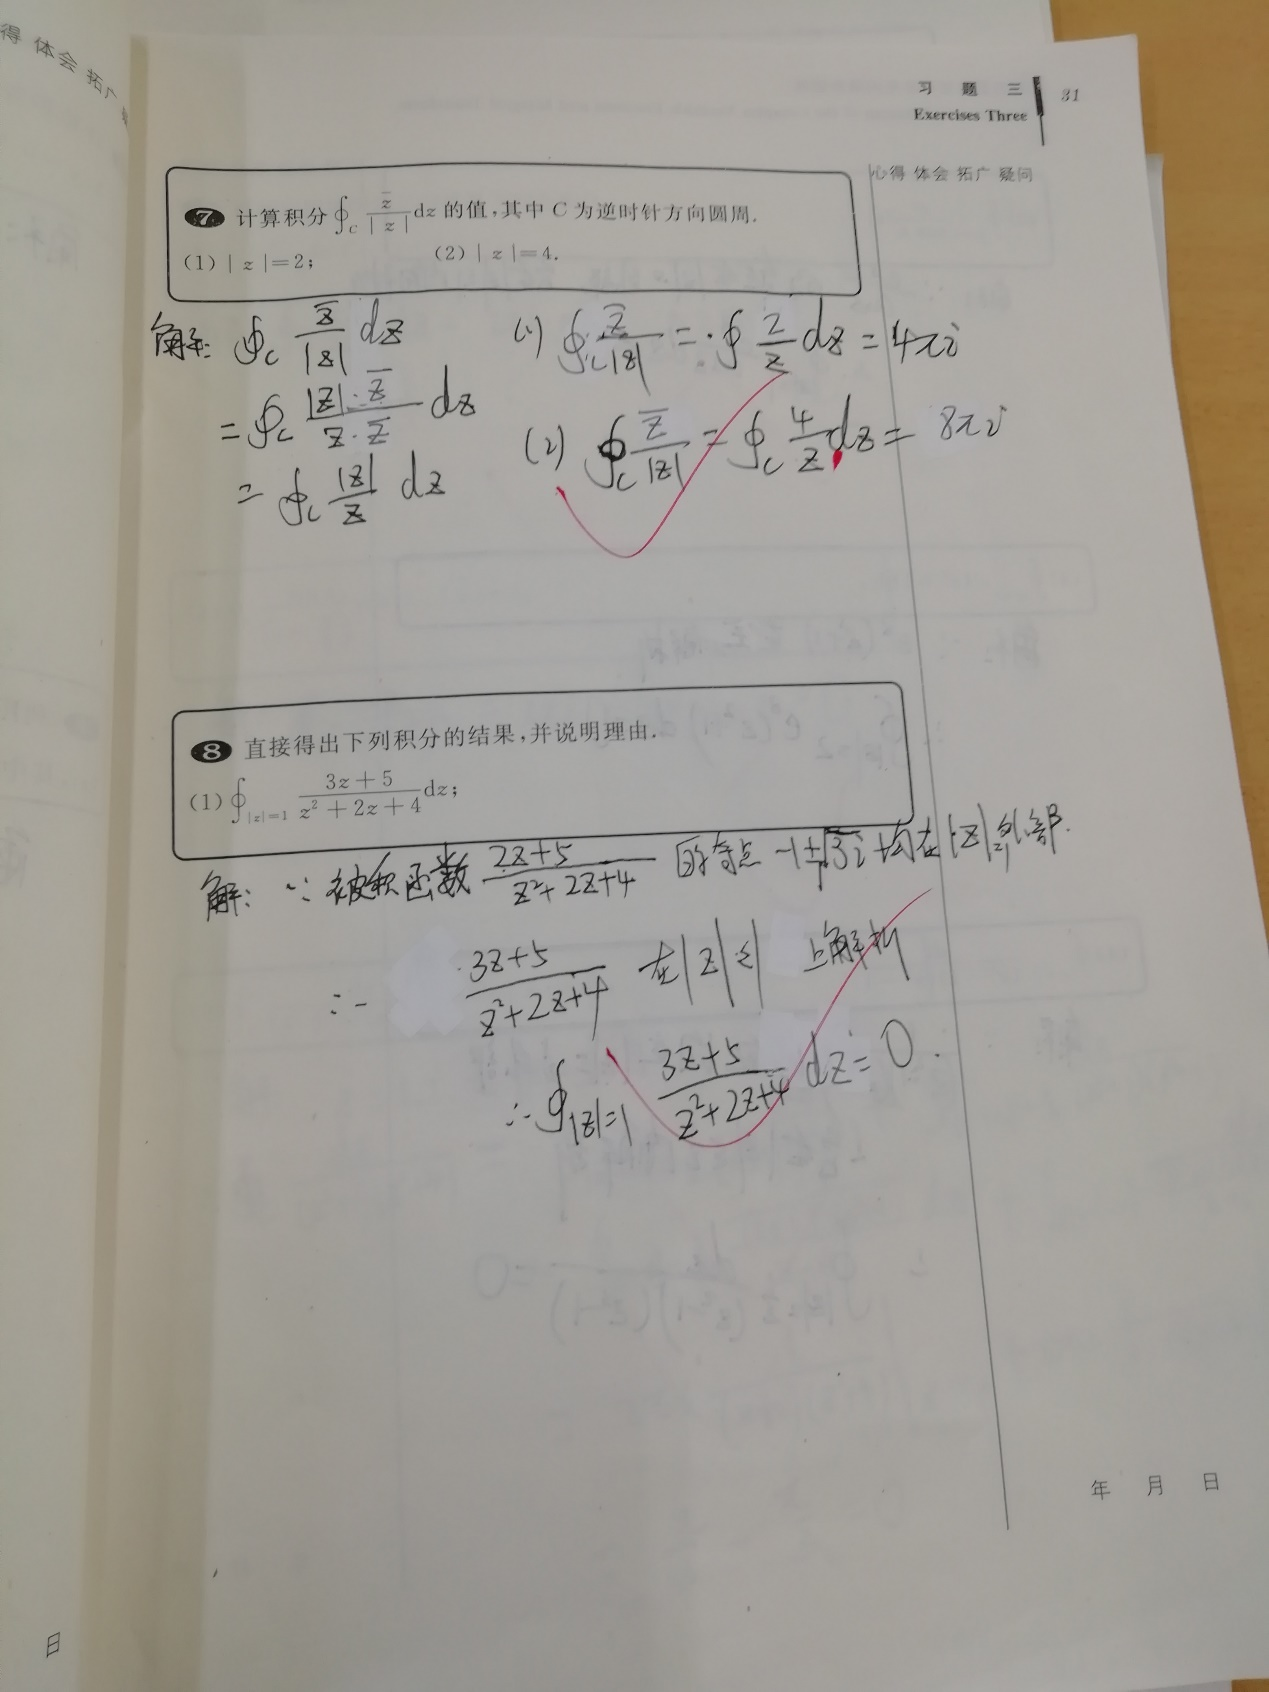 得 体会 拓广
习 题 三
31
Exercises Three
心得 体会 拓广 疑问
7 计算积分∮_C z̄/|z| dz 的值,其中 C 为逆时针方向圆周.
(1) |z|=2; (2) |z|=4.
解: ∮_C z̄/|z| dz
= ∮_C |z|·z̄/z·z̄ dz
= ∮_C |z|/z dz
(1) ∮_C z̄/|z| = ∮ 2/z dz = 4πi
(2) ∮_C z̄/|z| = ∮_C 4/z dz = 8πi
8 直接得出下列积分的结果,并说明理由.
(1) ∮_{|z|=1} 3z+5/z²+2z+4 dz;
解: ∵ 被积函数 2z+5/z²+2z+4 的奇点 -1±√3i 均在|z|=1外部.
∴ 3z+5/z²+2z+4 在|z|≤1 上解析
∴ ∮_{|z|=1} 3z+5/z²+2z+4 dz = 0.
年 月 日
日